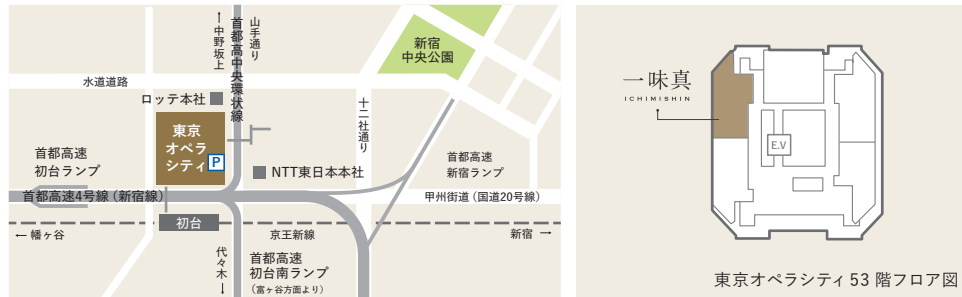 ↑中野坂上
首都高中央環状線
山手通り
新宿
中央公園
水道道路
ロッテ本社
十二社通り
東京
オペラ
シティ
P
首都高速
初台ランプ
NTT東日本本社
首都高速
新宿ランプ
首都高速4号線(新宿線)
甲州街道(国道20号線)
初台
← 幡ヶ谷
京王新線
新宿 →
代々木↓
首都高速
初台南ランプ
(富ヶ谷方面より)
一味真
ICHIMISHIN
E.V
東京オペラシティ53階フロア図